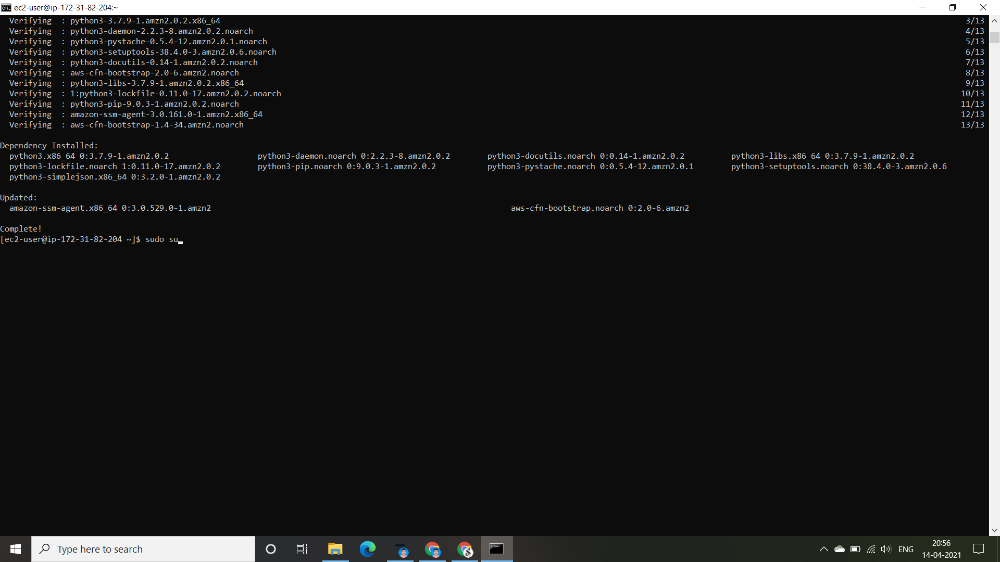 ec2-user@ip-172-31-82-204:~
Verifying : python3-3.7.9-1.amzn2.0.2.x86_64 3/13
Verifying : python3-daemon-2.2.3-8.amzn2.0.2.noarch 4/13
Verifying : python3-pystache-0.5.4-12.amzn2.0.1.noarch 5/13
Verifying : python3-setuptools-38.4.0-3.amzn2.0.6.noarch 6/13
Verifying : python3-docutils-0.14-1.amzn2.0.2.noarch 7/13
Verifying : aws-cfn-bootstrap-2.0-6.amzn2.noarch 8/13
Verifying : python3-libs-3.7.9-1.amzn2.0.2.x86_64 9/13
Verifying : 1:python3-lockfile-0.11.0-17.amzn2.0.2.noarch 10/13
Verifying : python3-pip-9.0.3-1.amzn2.0.2.noarch 11/13
Verifying : amazon-ssm-agent-3.0.161.0-1.amzn2.x86_64 12/13
Verifying : aws-cfn-bootstrap-1.4-34.amzn2.noarch 13/13
Dependency Installed:
python3.x86_64 0:3.7.9-1.amzn2.0.2 python3-daemon.noarch 0:2.2.3-8.amzn2.0.2 python3-docutils.noarch 0:0.14-1.amzn2.0.2 python3-libs.x86_64 0:3.7.9-1.amzn2.0.2
python3-lockfile.noarch 1:0.11.0-17.amzn2.0.2 python3-pip.noarch 0:9.0.3-1.amzn2.0.2 python3-pystache.noarch 0:0.5.4-12.amzn2.0.1 python3-setuptools.noarch 0:38.4.0-3.amzn2.0.6
python3-simplejson.x86_64 0:3.2.0-1.amzn2.0.2
Updated:
amazon-ssm-agent.x86_64 0:3.0.529.0-1.amzn2 aws-cfn-bootstrap.noarch 0:2.0-6.amzn2
Complete!
[ec2-user@ip-172-31-82-204 ~]$ sudo su
Type here to search
ENG
20:56
14-04-2021